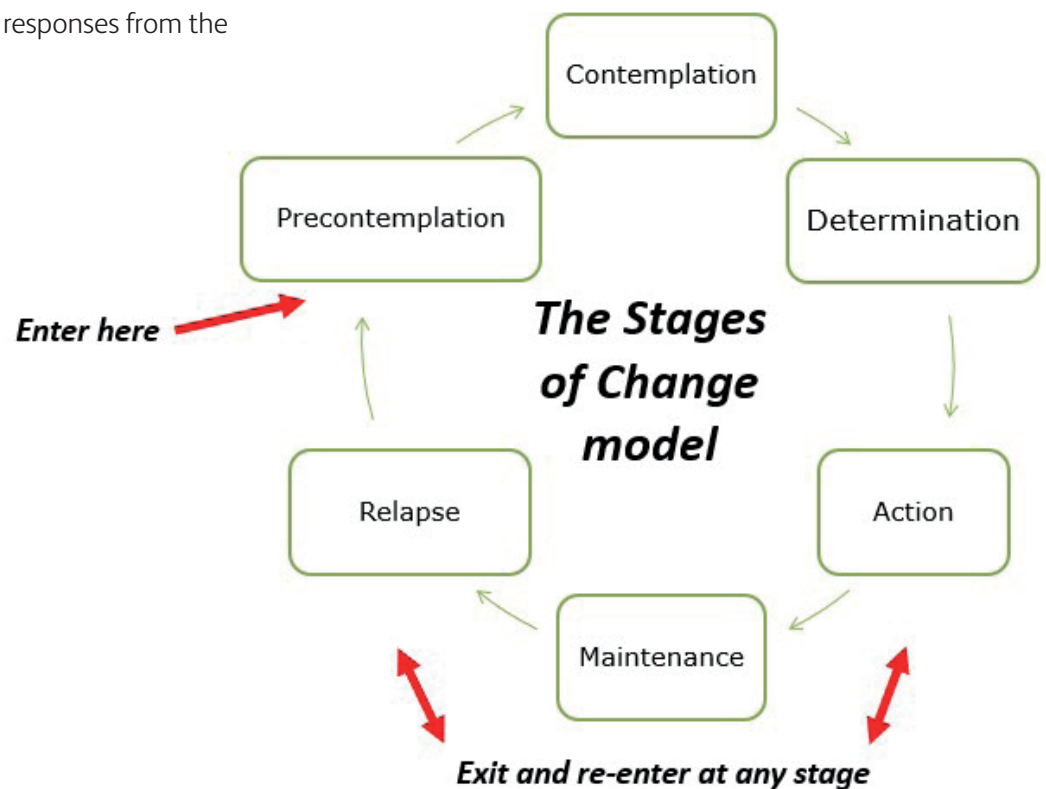 responses from the
Contemplation
Precontemplation
Determination
Enter here
The Stages
of Change
model
Relapse
Action
Maintenance
Exit and re-enter at any stage